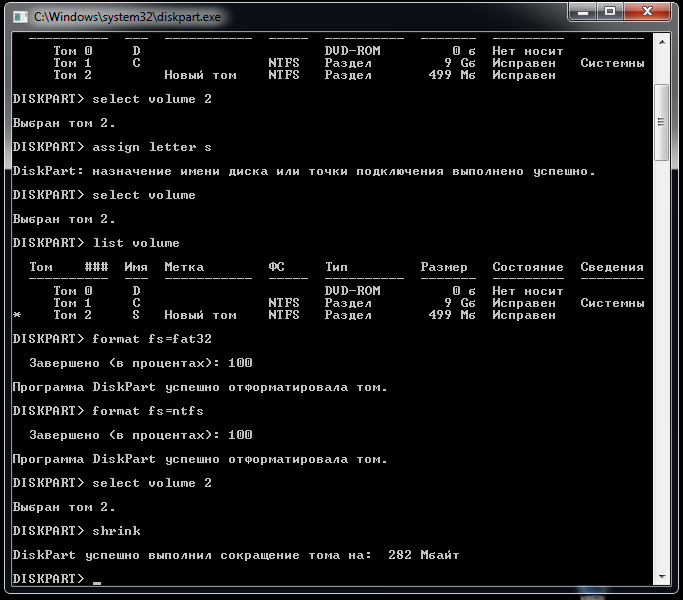 C:\Windows\system32\diskpart.exe
Том 0 D DVD-ROM 0 б Нет носит
Том 1 C NTFS Раздел 9 Gб Исправен Системны
Том 2 Новый том NTFS Раздел 499 Mб Исправен
DISKPART> select volume 2
Выбран том 2.
DISKPART> assign letter s
DiskPart: назначение имени диска или точки подключения выполнено успешно.
DISKPART> select volume
Выбран том 2.
DISKPART> list volume
Том ### Имя Метка ФС Тип Размер Состояние Сведения
---------- --- ----------- ----- ---------- ------- --------- --------
Том 0 D DVD-ROM 0 б Нет носит
Том 1 C NTFS Раздел 9 Gб Исправен Системны
* Том 2 S Новый том NTFS Раздел 499 Mб Исправен
DISKPART> format fs=fat32
Завершено (в процентах): 100
Программа DiskPart успешно отформатировала том.
DISKPART> format fs=ntfs
Завершено (в процентах): 100
Программа DiskPart успешно отформатировала том.
DISKPART> select volume 2
Выбран том 2.
DISKPART> shrink
DiskPart успешно выполнил сокращение тома на: 282 Мбайт
DISKPART> _